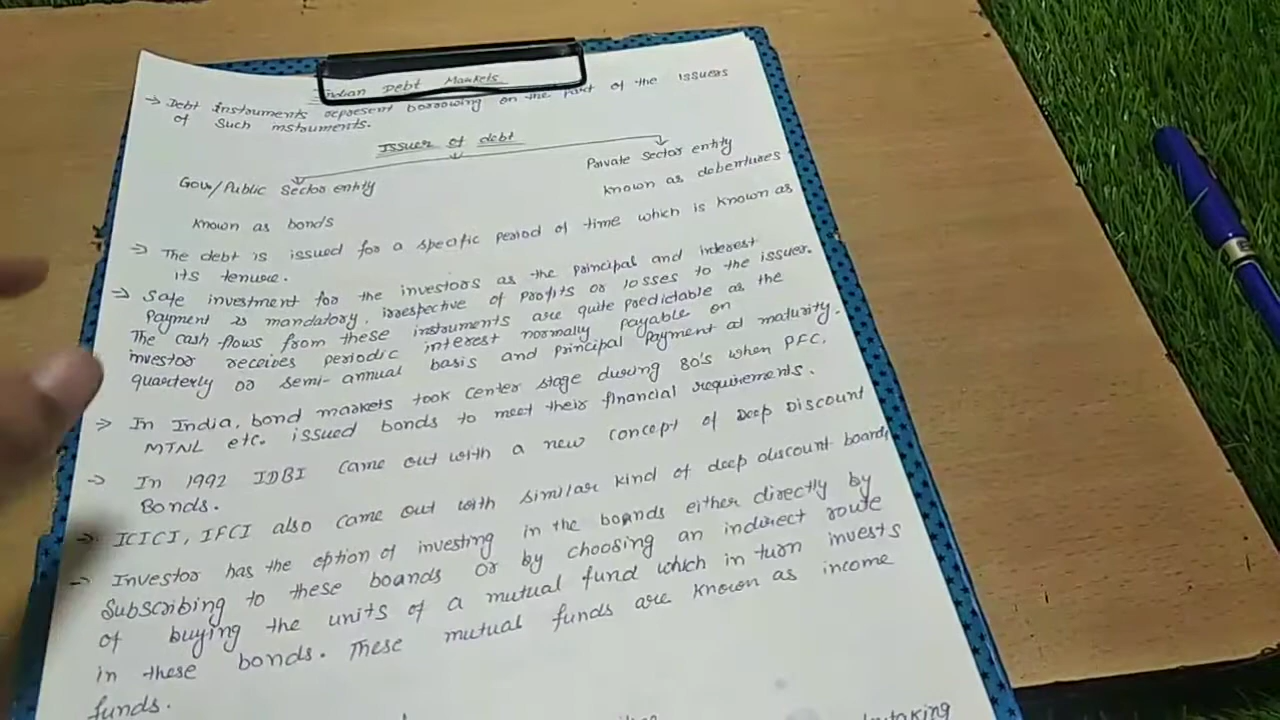 Indian Debt Markets
→ Debt instruments represent borrowing on the part of the issuers
of such instruments.
Issuer of debt
Gov/Public Sector entity
Private sector entity
Known as bonds
known as debentures
⇒ The debt is issued for a specific period of time which is known as
its tenure.
⇒ Safe investment for the investors as the principal and interest
payment is mandatory, irrespective of profits or losses to the issuer.
The cash flows from these instruments are quite predictable as the
investor receives periodic interest normally payable on
quarterly or semi-annual basis and principal payment at maturity.
⇒ In India, bond markets took center stage during 80's when PFC,
MTNL etc. issued bonds to meet their financial requirements.
→ In 1992 IDBI came out with a new concept of Deep Discount
Bonds.
→ ICICI, IFCI also came out with similar kind of deep discount boands
→ Investor has the option of investing in the boands either directly by
subscribing to these boands or by choosing an indirect route
of buying the units of a mutual fund which in turn invests
in these bonds. These mutual funds are known as income
funds.